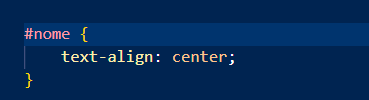 #nome {
    text-align: center;
}